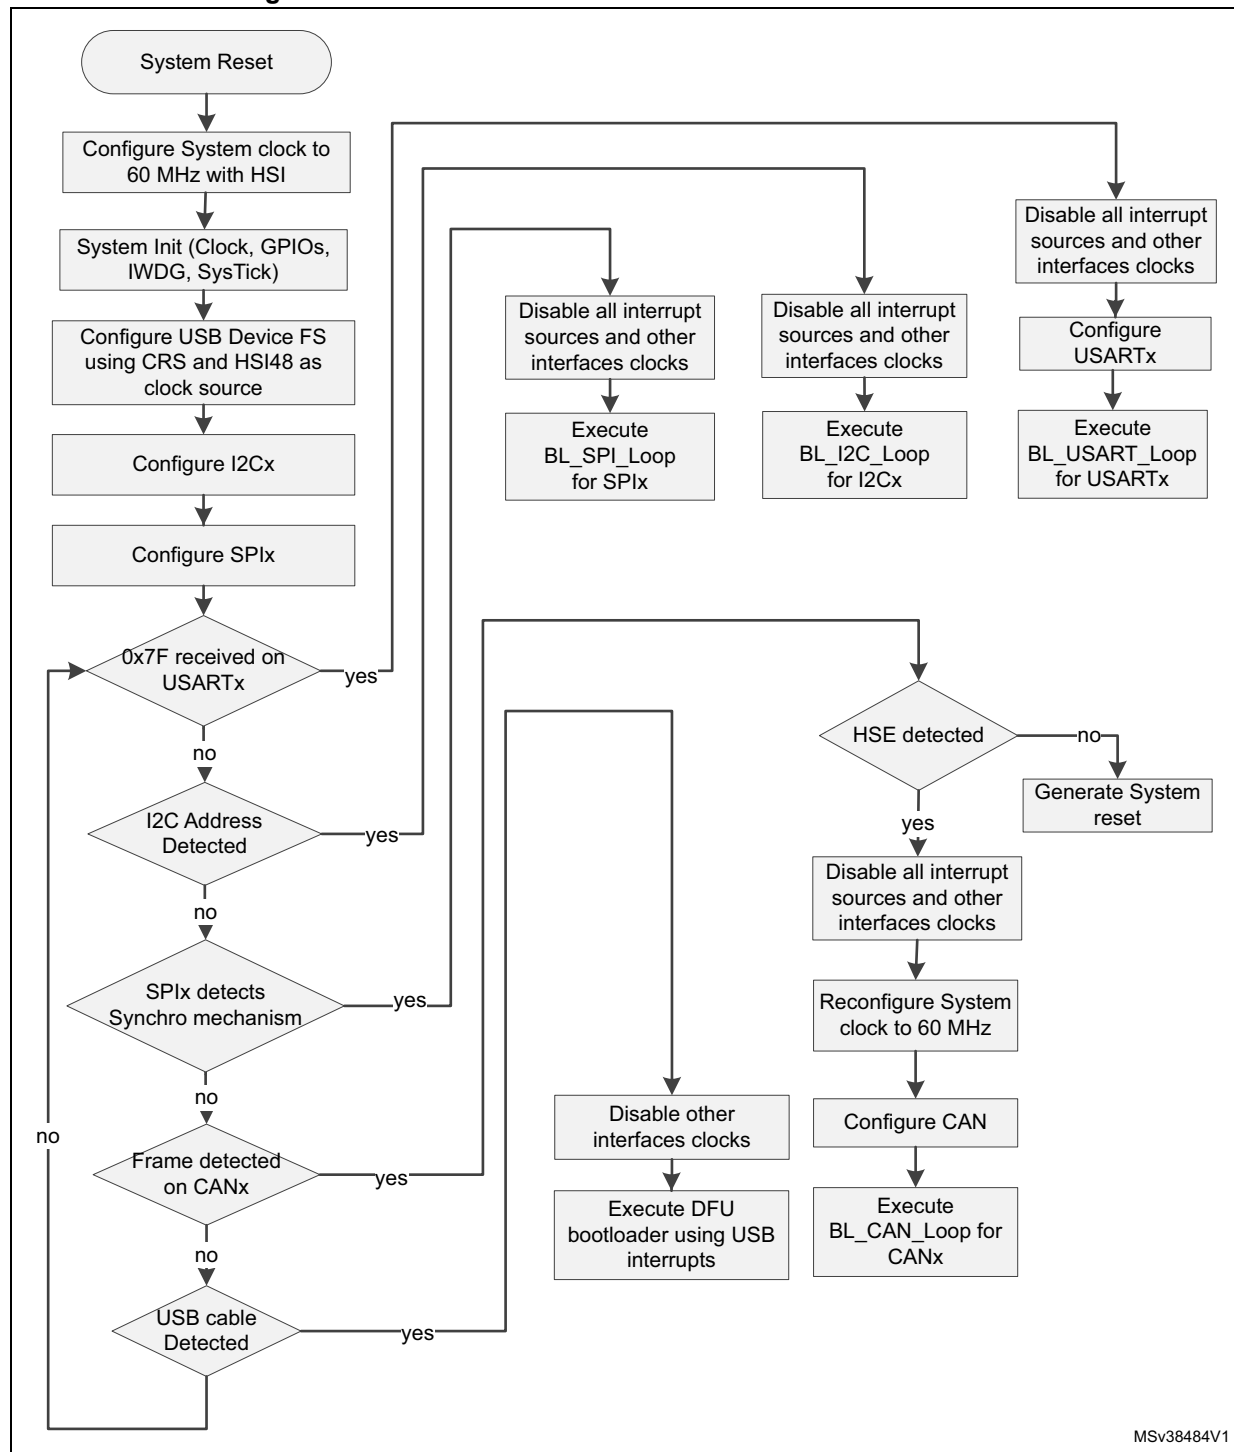 System Reset
Configure System clock to
60 MHz with HSI
System Init (Clock, GPIOs,
IWDG, SysTick)
Configure USB Device FS
using CRS and HSI48 as
clock source
Configure I2Cx
Configure SPIx
0x7F received on
USARTx
yes
no
I2C Address
Detected
yes
no
SPIx detects
Synchro mechanism
yes
no
Frame detected
on CANx
yes
no
USB cable
Detected
yes
no
Disable all interrupt
sources and other
interfaces clocks
Execute
BL_SPI_Loop
for SPIx
Disable all interrupt
sources and other
interfaces clocks
Execute
BL_I2C_Loop
for I2Cx
Disable all interrupt
sources and other
interfaces clocks
Configure
USARTx
Execute
BL_USART_Loop
for USARTx
HSE detected
no
Generate System
reset
yes
Disable all interrupt
sources and other
interfaces clocks
Reconfigure System
clock to 60 MHz
Configure CAN
Execute
BL_CAN_Loop for
CANx
Disable other
interfaces clocks
Execute DFU
bootloader using USB
interrupts
MSv38484V1